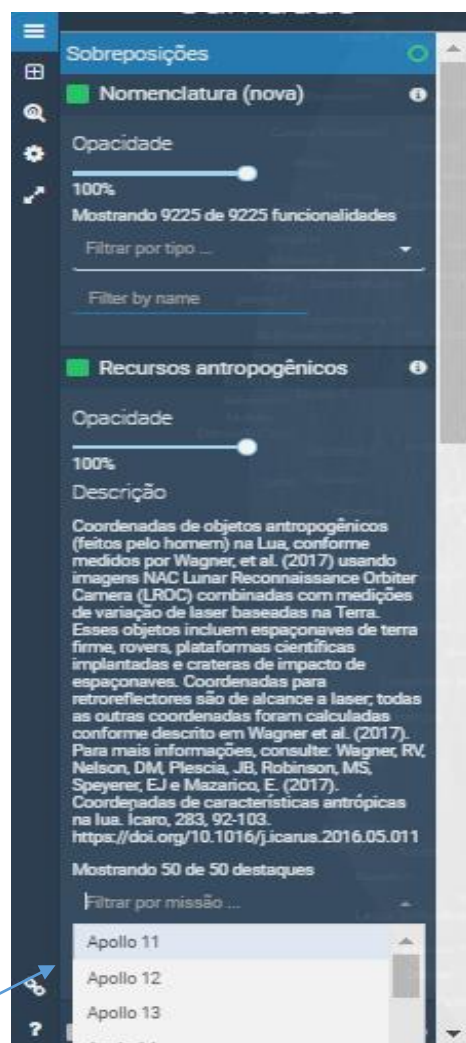 Sobreposições
Nomenclatura (nova)
Opacidade
100%
Mostrando 9225 de 9225 funcionalidades
Filtrar por tipo ...
Filter by name
Recursos antropogênicos
Opacidade
100%
Descrição
Coordenadas de objetos antropogênicos
(feitos pelo homem) na Lua, conforme
medidos por Wagner, et al. (2017) usando
imagens NAC Lunar Reconnaissance Orbiter
Camera (LROC) combinadas com medições
de variação de laser baseadas na Terra.
Esses objetos incluem espaçonaves de terra
firme, rovers, plataformas científicas
implantadas e crateras de impacto de
espaçonaves. Coordenadas para
retroreflectores são de alcance a laser; todas
as outras coordenadas foram calculadas
conforme descrito em Wagner et al. (2017).
Para mais informações, consulte: Wagner, RV,
Nelson, DM, Plescia, JB, Robinson, MS,
Speyerer, EJ e Mazarico, E. (2017).
Coordenadas de características antrópicas
na lua. Ícaro, 283, 92-103.
https://doi.org/10.1016/j.icarus.2016.05.011
Mostrando 50 de 50 destaques
Filtrar por missão ...
Apollo 11
Apollo 12
Apollo 13
?